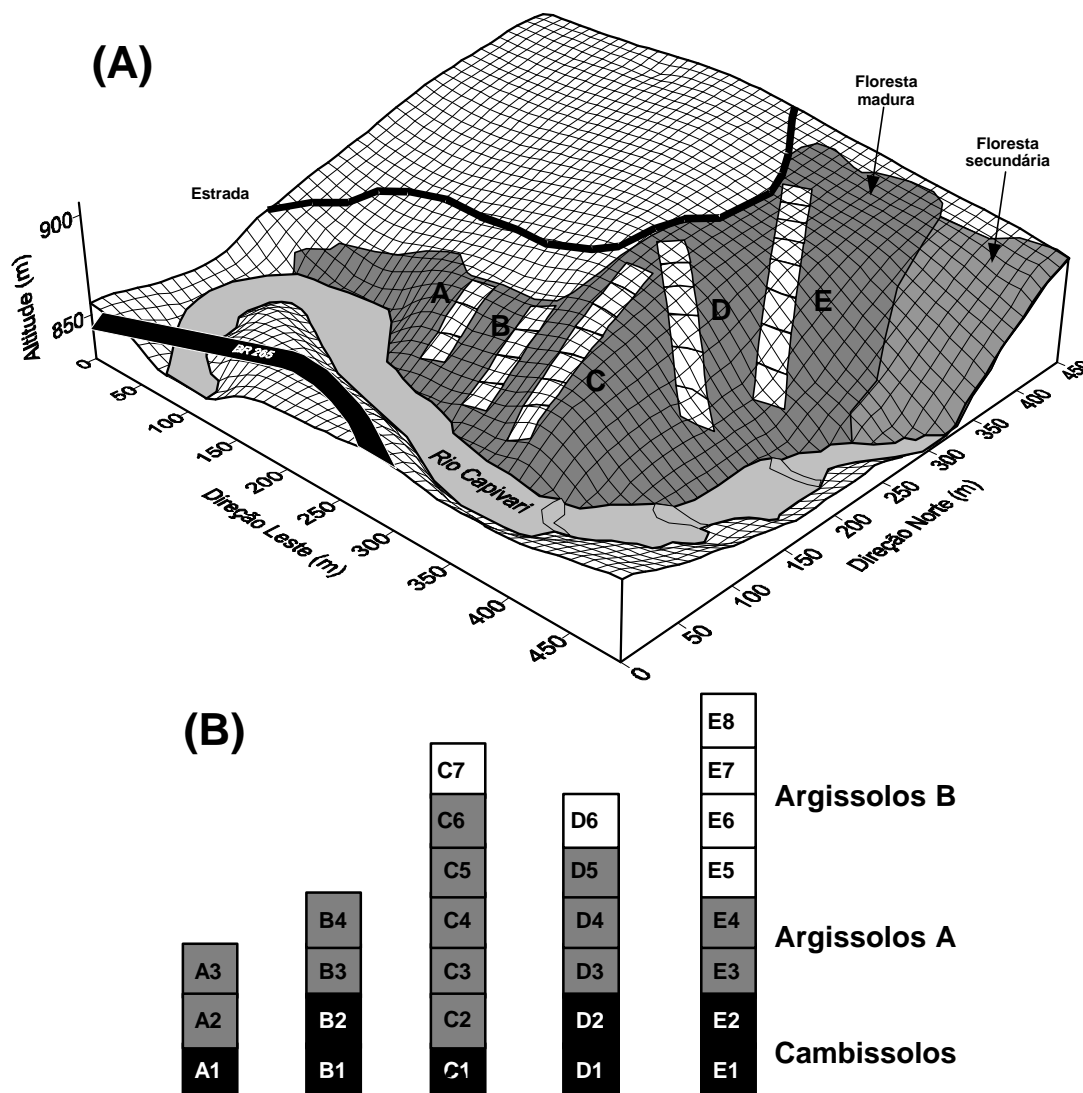 (A)
Floresta
madura
Floresta
secundária
Estrada
900
850
Altitude (m)
A
B
C
D
E
BR 265
Rio Capivari
0
50
100
150
200
250
300
350
400
450
Direção Leste (m)
0
50
100
150
200
250
300
350
400
450
Direção Norte (m)
(B)
E8
C7
E7
Argissolos B
C6
D6
E6
C5
D5
E5
B4
C4
D4
E4
Argissolos A
A3
B3
C3
D3
E3
A2
B2
C2
D2
E2
A1
B1
C1
D1
E1
Cambissolos